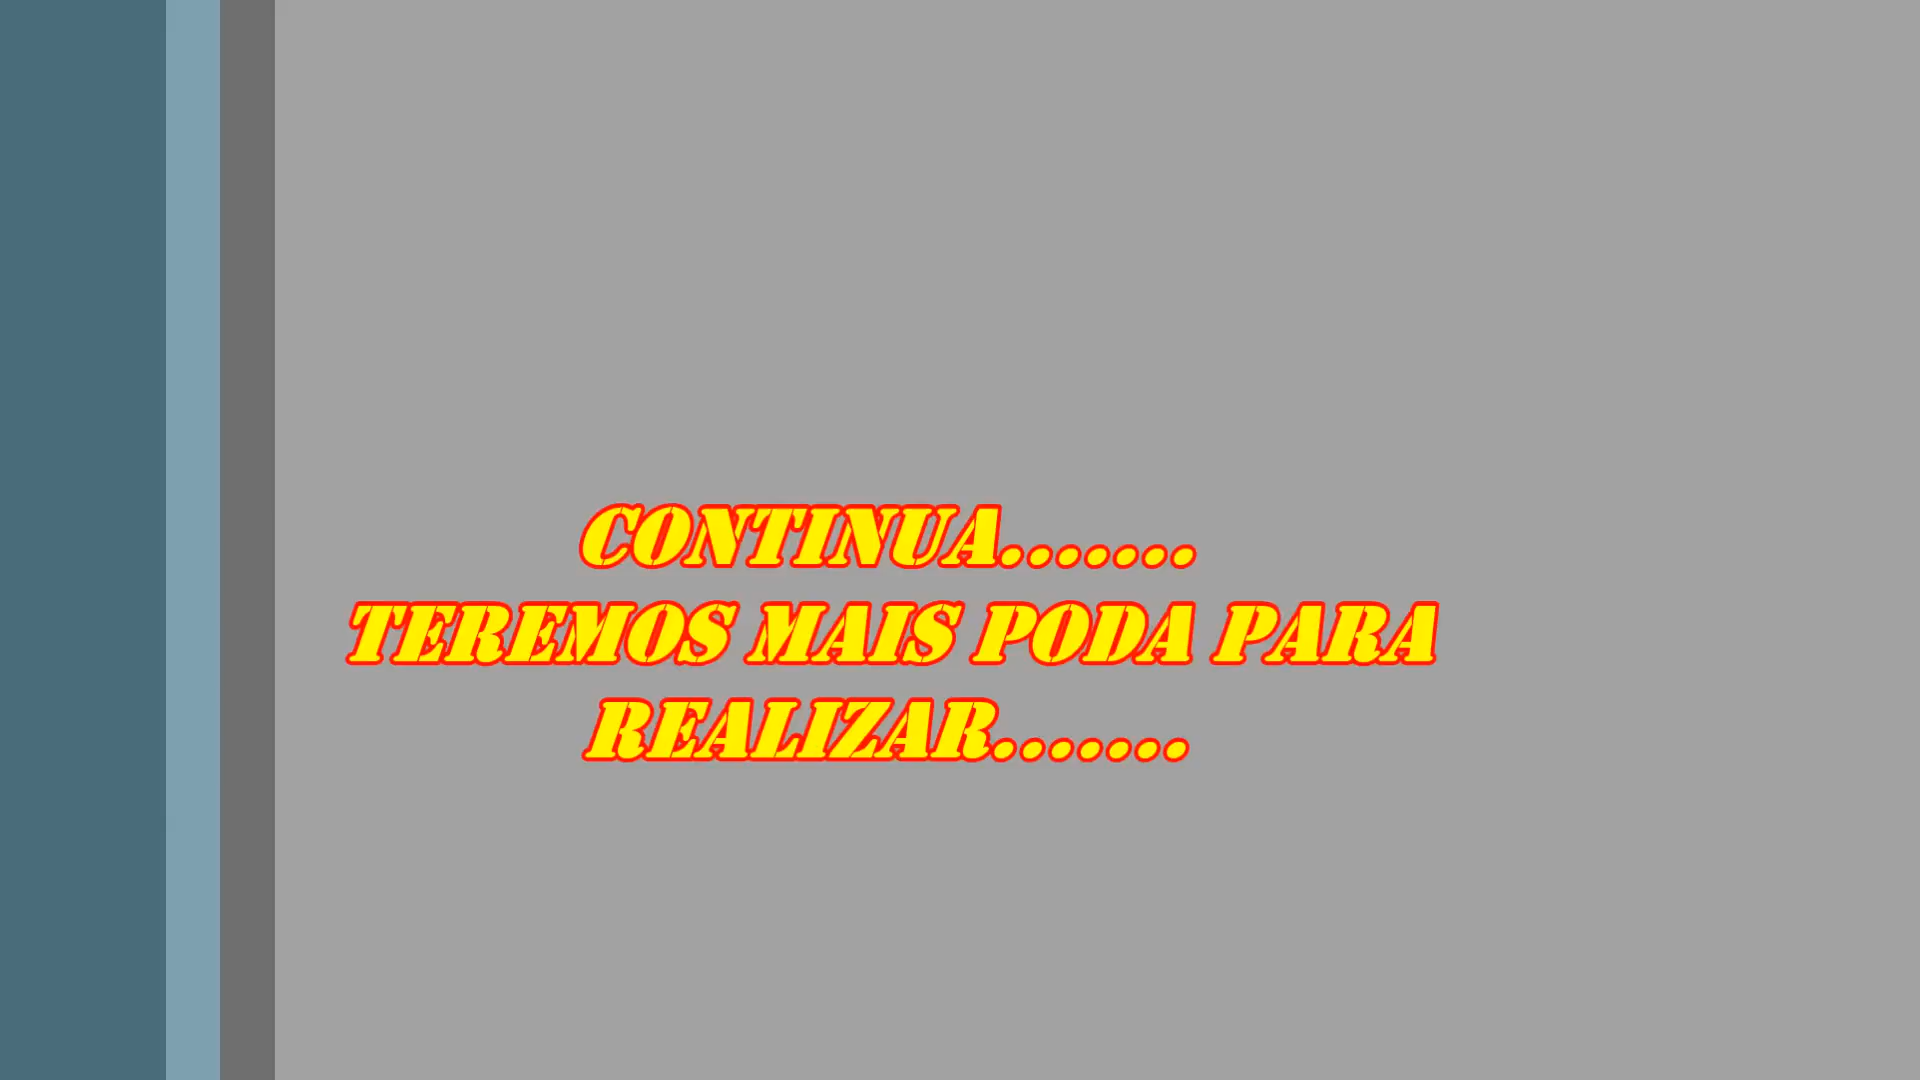 CONTINUA.......
TEREMOS MAIS PODA PARA
REALIZAR.......